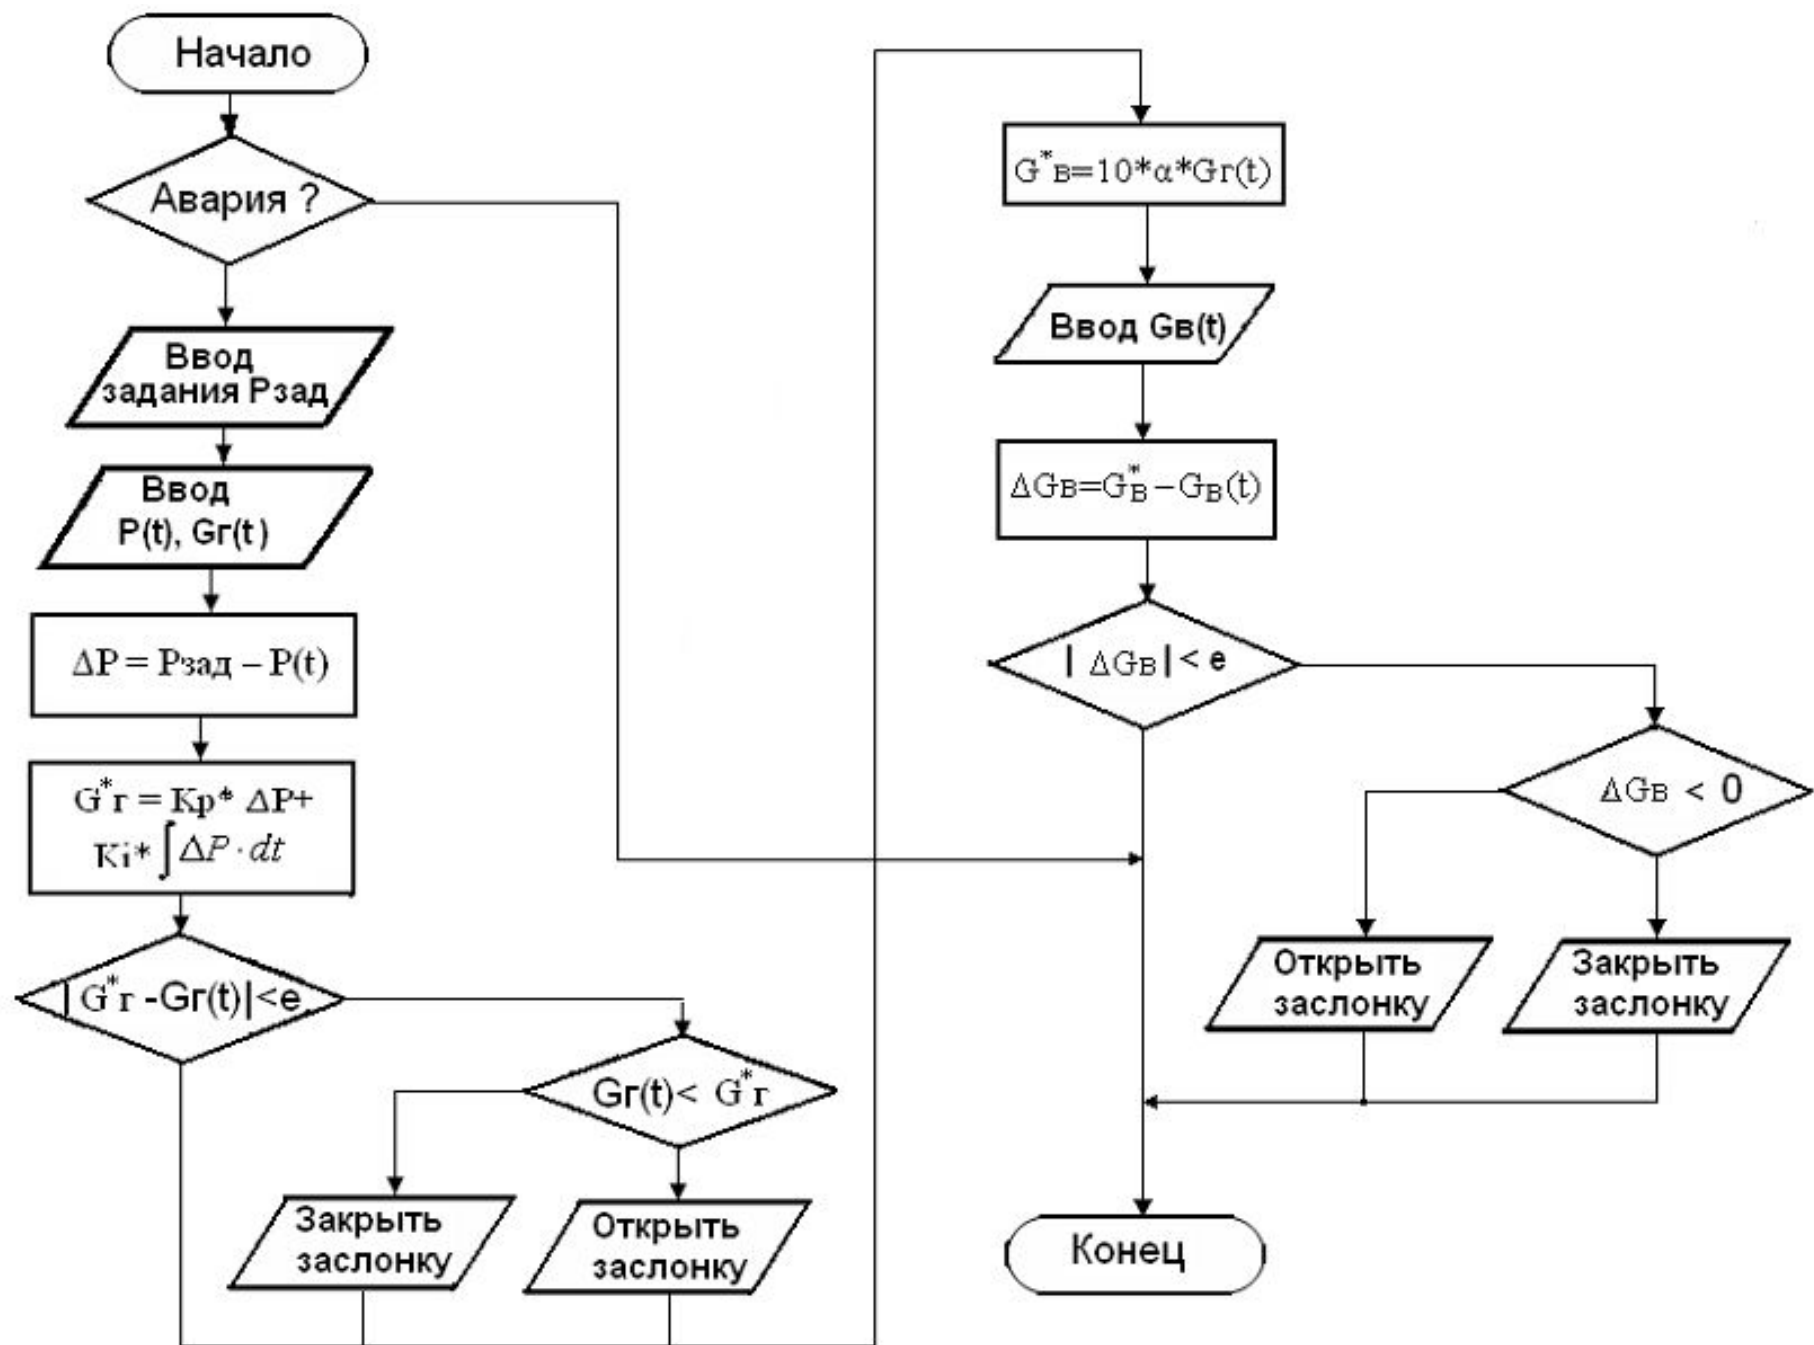 Начало
Авария ?
Ввод
задания Pзад
Ввод
P(t), Gг(t)
ΔP = Pзад – P(t)
G*г = Kp* ΔP+
Ki* ∫ΔP·dt
| G*г -Gг(t)|<e
Gг(t)< G*г
Закрыть
заслонку
Открыть
заслонку
G*в=10*α*Gг(t)
Ввод Gв(t)
ΔGв=G*в–Gв(t)
| ΔGв|< e
ΔGв < 0
Открыть
заслонку
Закрыть
заслонку
Конец